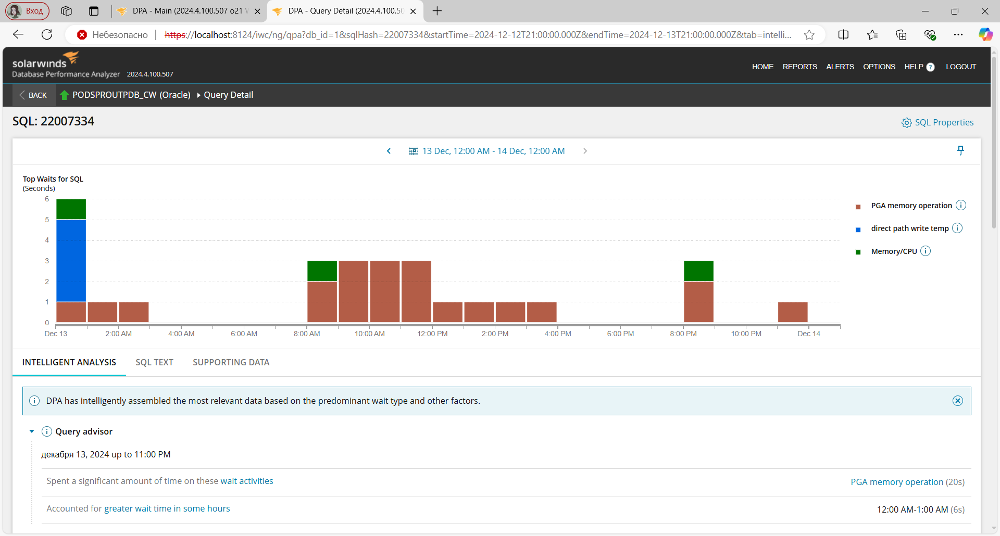 Вход
DPA - Main (2024.4.100.507 o21 W
DPA - Query Detail (2024.4.100.50
Небезопасно
https://localhost:8124/iwc/ng/qpa?db_id=1&sqlHash=22007334&startTime=2024-12-12T21:00:00.000Z&endTime=2024-12-13T21:00:00.000Z&tab=intelli...
solarwinds
Database Performance Analyzer 2024.4.100.507
HOME REPORTS ALERTS OPTIONS HELP ? LOGOUT
BACK PODSPROUTPDB_CW (Oracle) Query Detail
SQL: 22007334
SQL Properties
13 Dec, 12:00 AM - 14 Dec, 12:00 AM
Top Waits for SQL
(Seconds)
6
5
4
3
2
1
0
Dec 13 2:00 AM 4:00 AM 6:00 AM 8:00 AM 10:00 AM 12:00 PM 2:00 PM 4:00 PM 6:00 PM 8:00 PM 10:00 PM Dec 14
PGA memory operation
direct path write temp
Memory/CPU
INTELLIGENT ANALYSIS SQL TEXT SUPPORTING DATA
DPA has intelligently assembled the most relevant data based on the predominant wait type and other factors.
Query advisor
декабря 13, 2024 up to 11:00 PM
Spent a significant amount of time on these wait activities PGA memory operation (20s)
Accounted for greater wait time in some hours 12:00 AM-1:00 AM (6s)